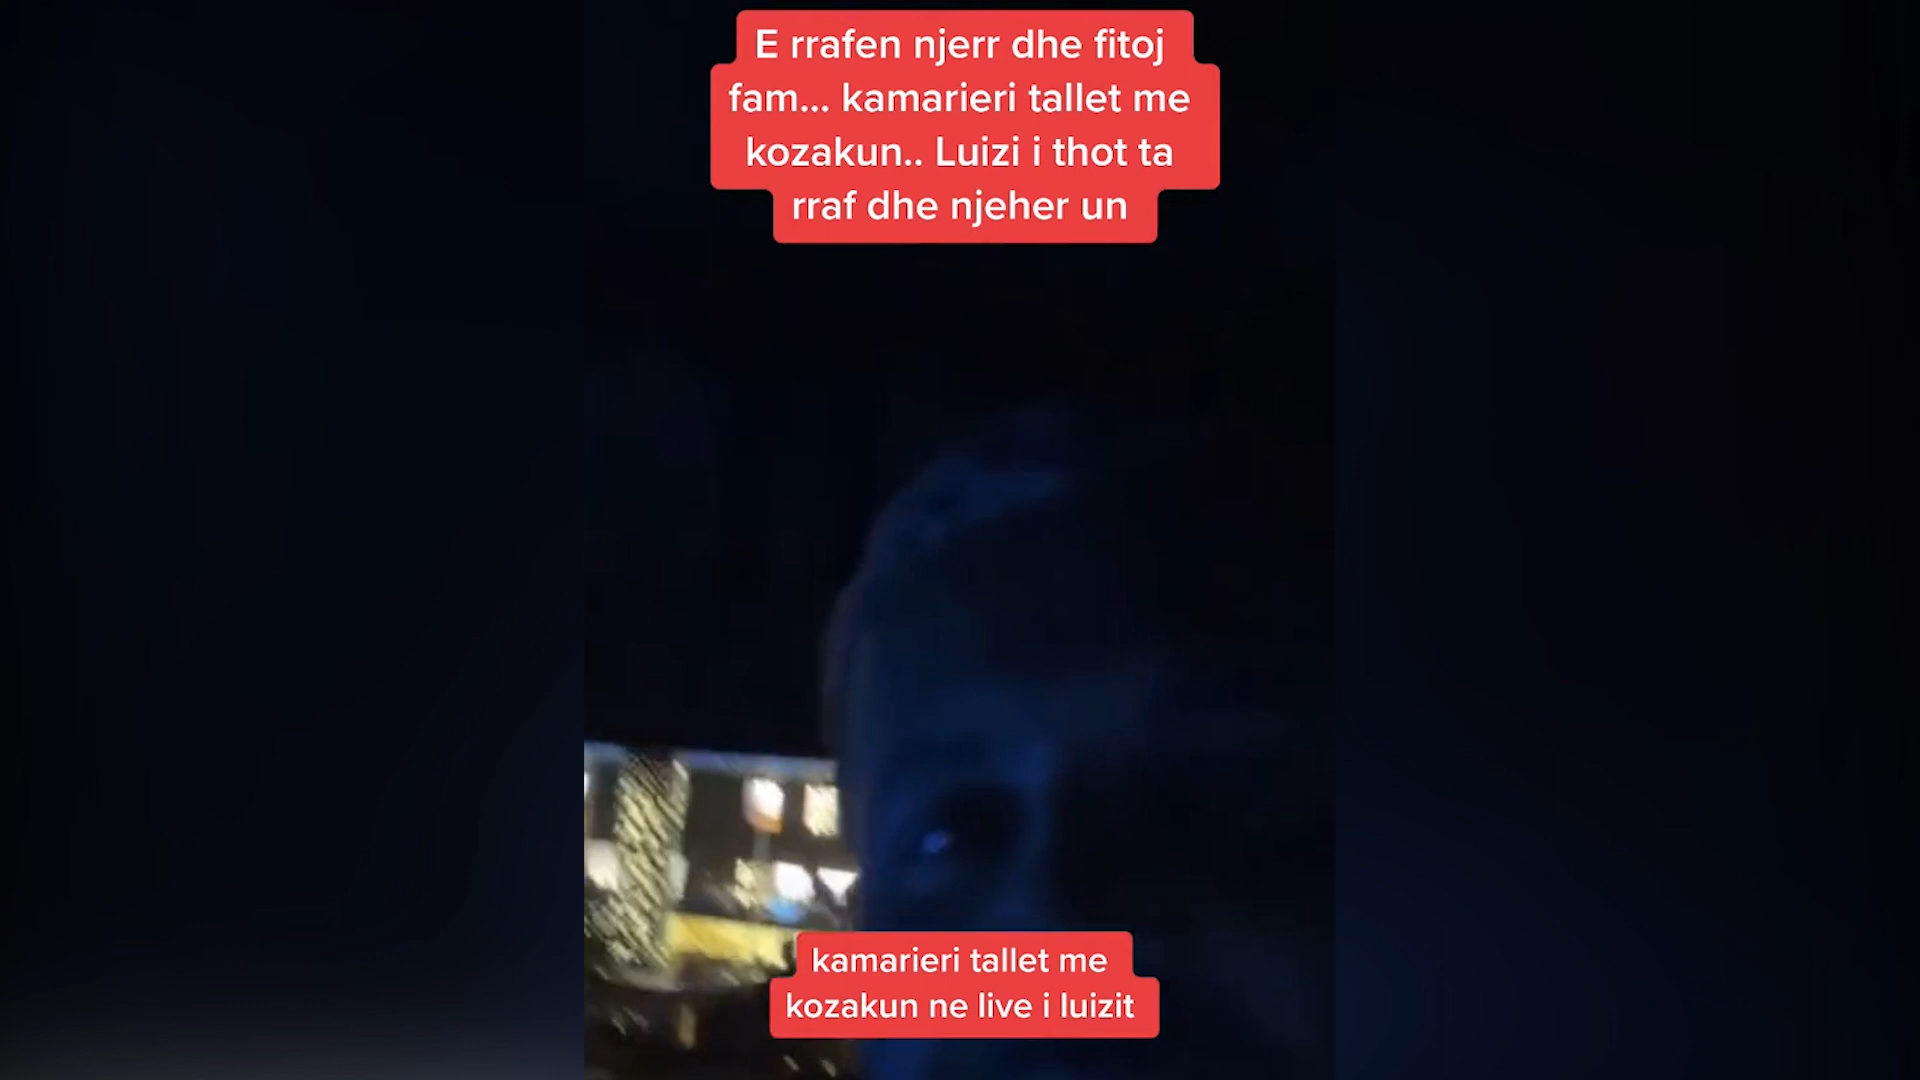 E rrafen njerr dhe fitoj
fam... kamarieri tallet me
kozakun.. Luizi i thot ta
rraf dhe njeher un
kamarieri tallet me
kozakun ne live i luizit